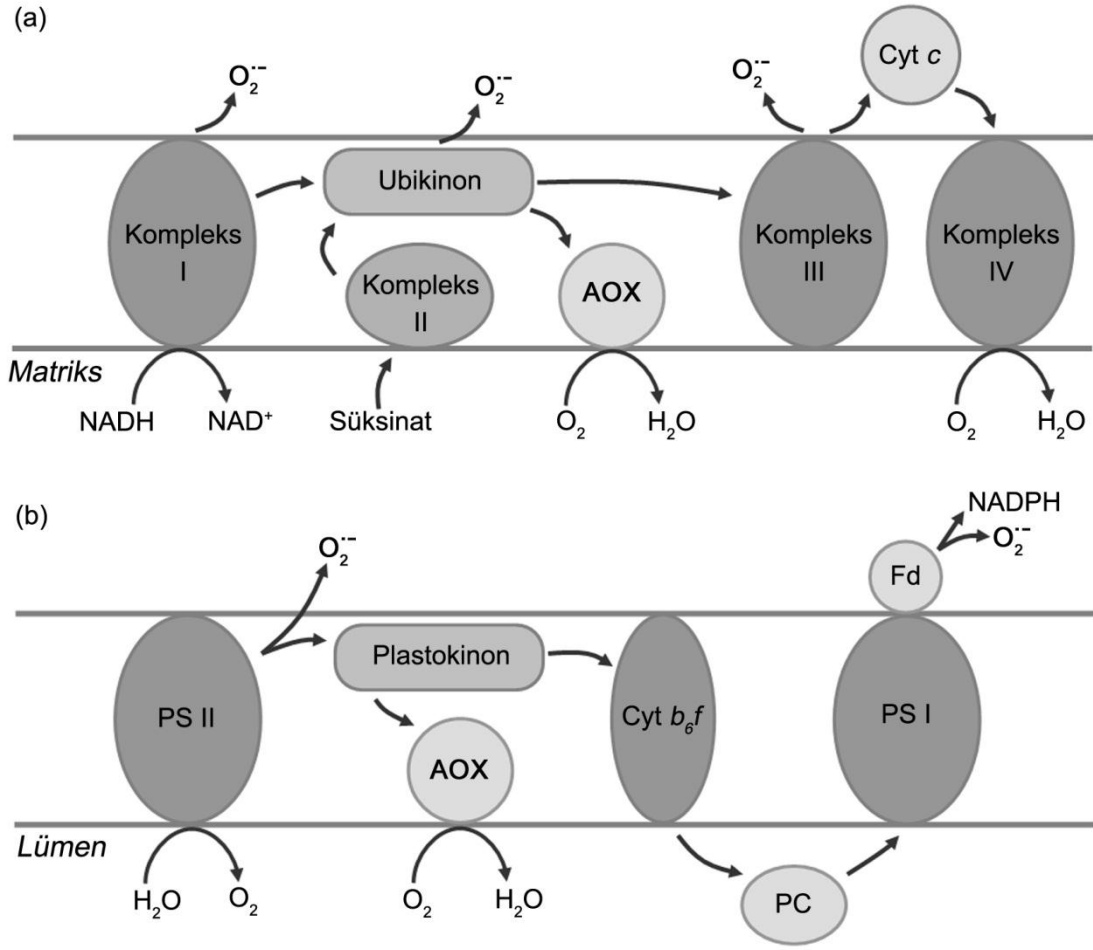 (a)
O₂·⁻
O₂·⁻
O₂·⁻
Cyt c
Kompleks
I
Ubikinon
Kompleks
II
AOX
Kompleks
III
Kompleks
IV
Matriks
NADH
NAD⁺
Süksinat
O₂
H₂O
O₂
H₂O
(b)
O₂·⁻
NADPH
O₂·⁻
Fd
PS II
Plastokinon
AOX
Cyt b₆f
PS I
Lümen
H₂O
O₂
O₂
H₂O
PC